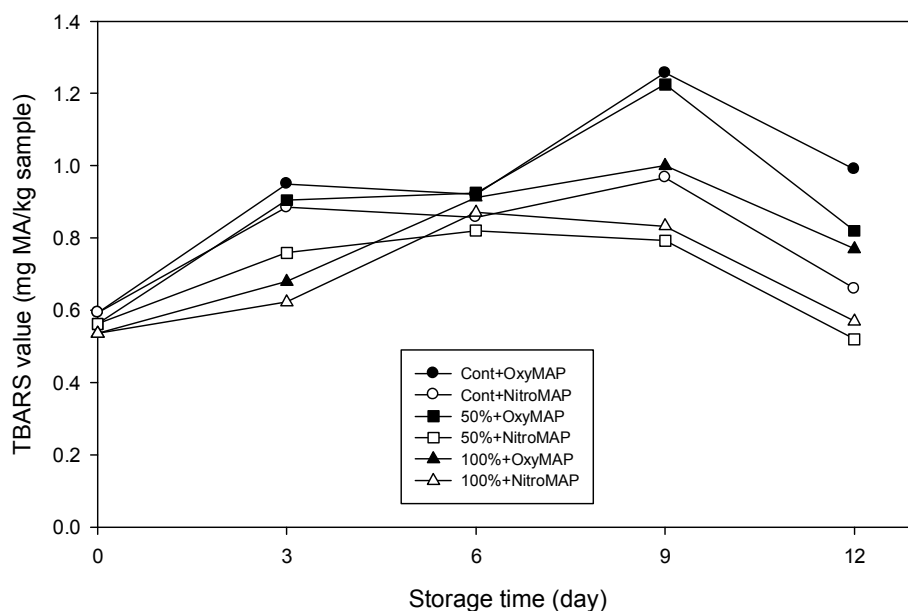 TBARS value (mg MA/kg sample)
1.4
1.2
1.0
0.8
0.6
0.4
0.2
0.0
Cont+OxyMAP
Cont+NitroMAP
50%+OxyMAP
50%+NitroMAP
100%+OxyMAP
100%+NitroMAP
0 3 6 9 12
Storage time (day)